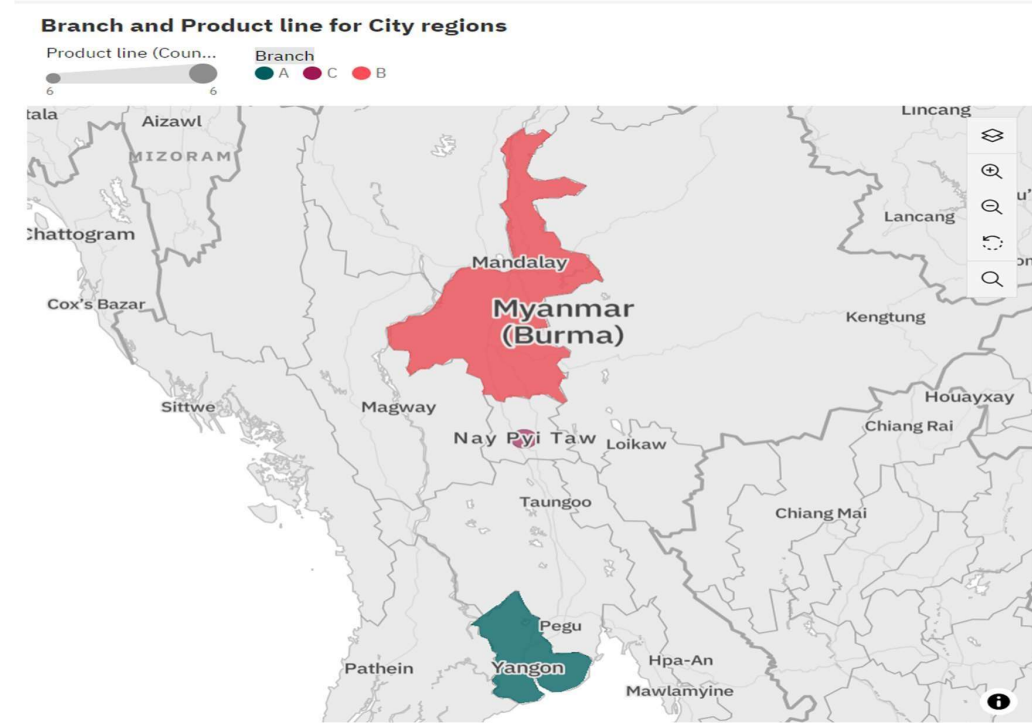 Branch and Product line for City regions
Product line (Coun...
6
6
Branch
A
C
B
tala
Aizawl
Lincang
MIZORAM
u'
Lancang
Chattogram
on
Mandalay
Cox's Bazar
Myanmar
(Burma)
Kengtung
Houayxay
Sittwe
Magway
Chiang Rai
Nay Pyi Taw
Loikaw
Taungoo
Chiang Mai
Pegu
Pathein
Yangon
Hpa-An
Mawlamyine